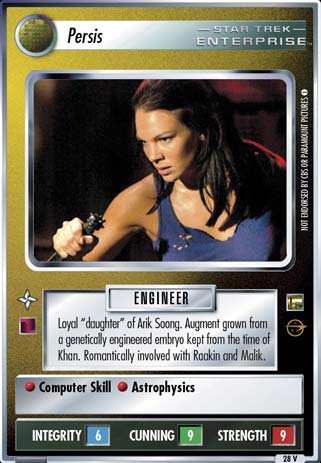 Persis
STAR TREK
ENTERPRISE™
NOT ENDORSED BY CBS OR PARAMOUNT PICTURES
ENGINEER
Loyal "daughter" of Arik Soong. Augment grown from
a genetically engineered embryo kept from the time of
Khan. Romantically involved with Raakin and Malik.
Computer Skill Astrophysics
INTEGRITY 6 CUNNING 9 STRENGTH 9
28 V